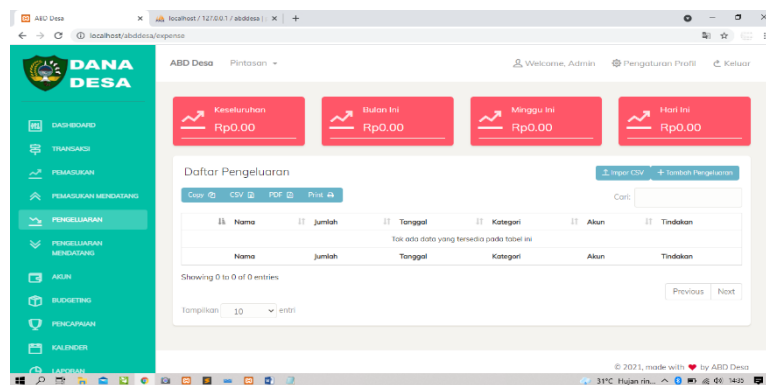 ABD Desa
localhost / 127.0.0.1 / abddesa |
localhost/abddesa/expense
DANA
DESA
ABD Desa Pintasan
Welcome, Admin Pengaturan Profil Keluar
DASHBOARD
TRANSAKSI
PEMASUKAN
PEMASUKAN MENDATANG
PENGELUARAN
PENGELUARAN
MENDATANG
AKUN
BUDGETING
PENCAPAIAN
KALENDER
LAPORAN
Keseluruhan
Rp0.00
Bulan Ini
Rp0.00
Minggu Ini
Rp0.00
Hari Ini
Rp0.00
Daftar Pengeluaran
Impor CSV + Tambah Pengeluaran
Copy CSV PDF Print
Cari:
Nama Jumlah Tanggal Kategori Akun Tindakan
Tak ada data yang tersedia pada tabel ini
Nama Jumlah Tanggal Kategori Akun Tindakan
Showing 0 to 0 of 0 entries
Previous Next
Tampilkan 10 entri
© 2021, made with ❤ by ABD Desa
31°C Hujan rin... 14:35